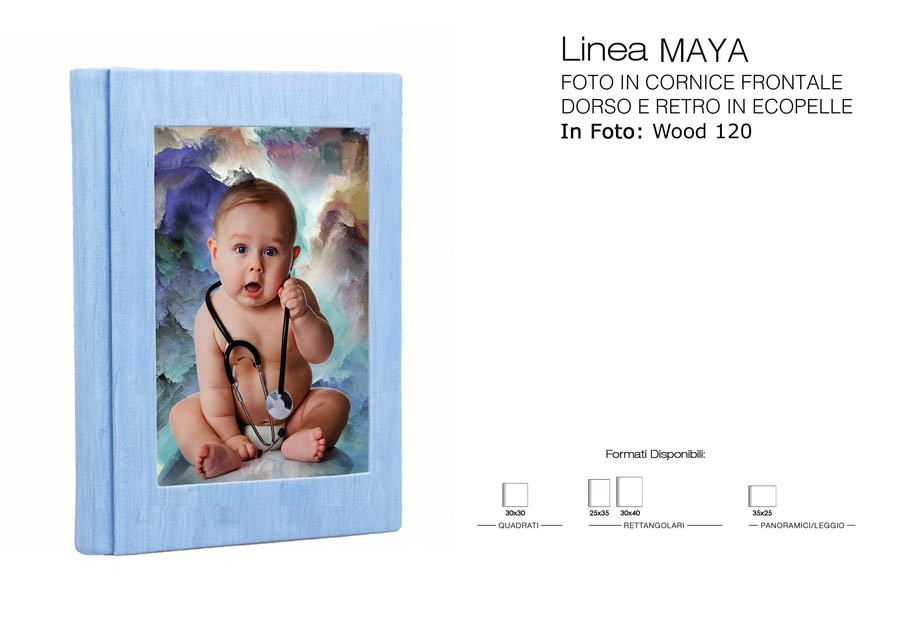 Linea MAYA
FOTO IN CORNICE FRONTALE
DORSO E RETRO IN ECOPELLE
In Foto: Wood 120
Formati Disponibili:
30x30
25x35
30x40
35x25
QUADRATI
RETTANGOLARI
PANORAMICI/LEGGIO